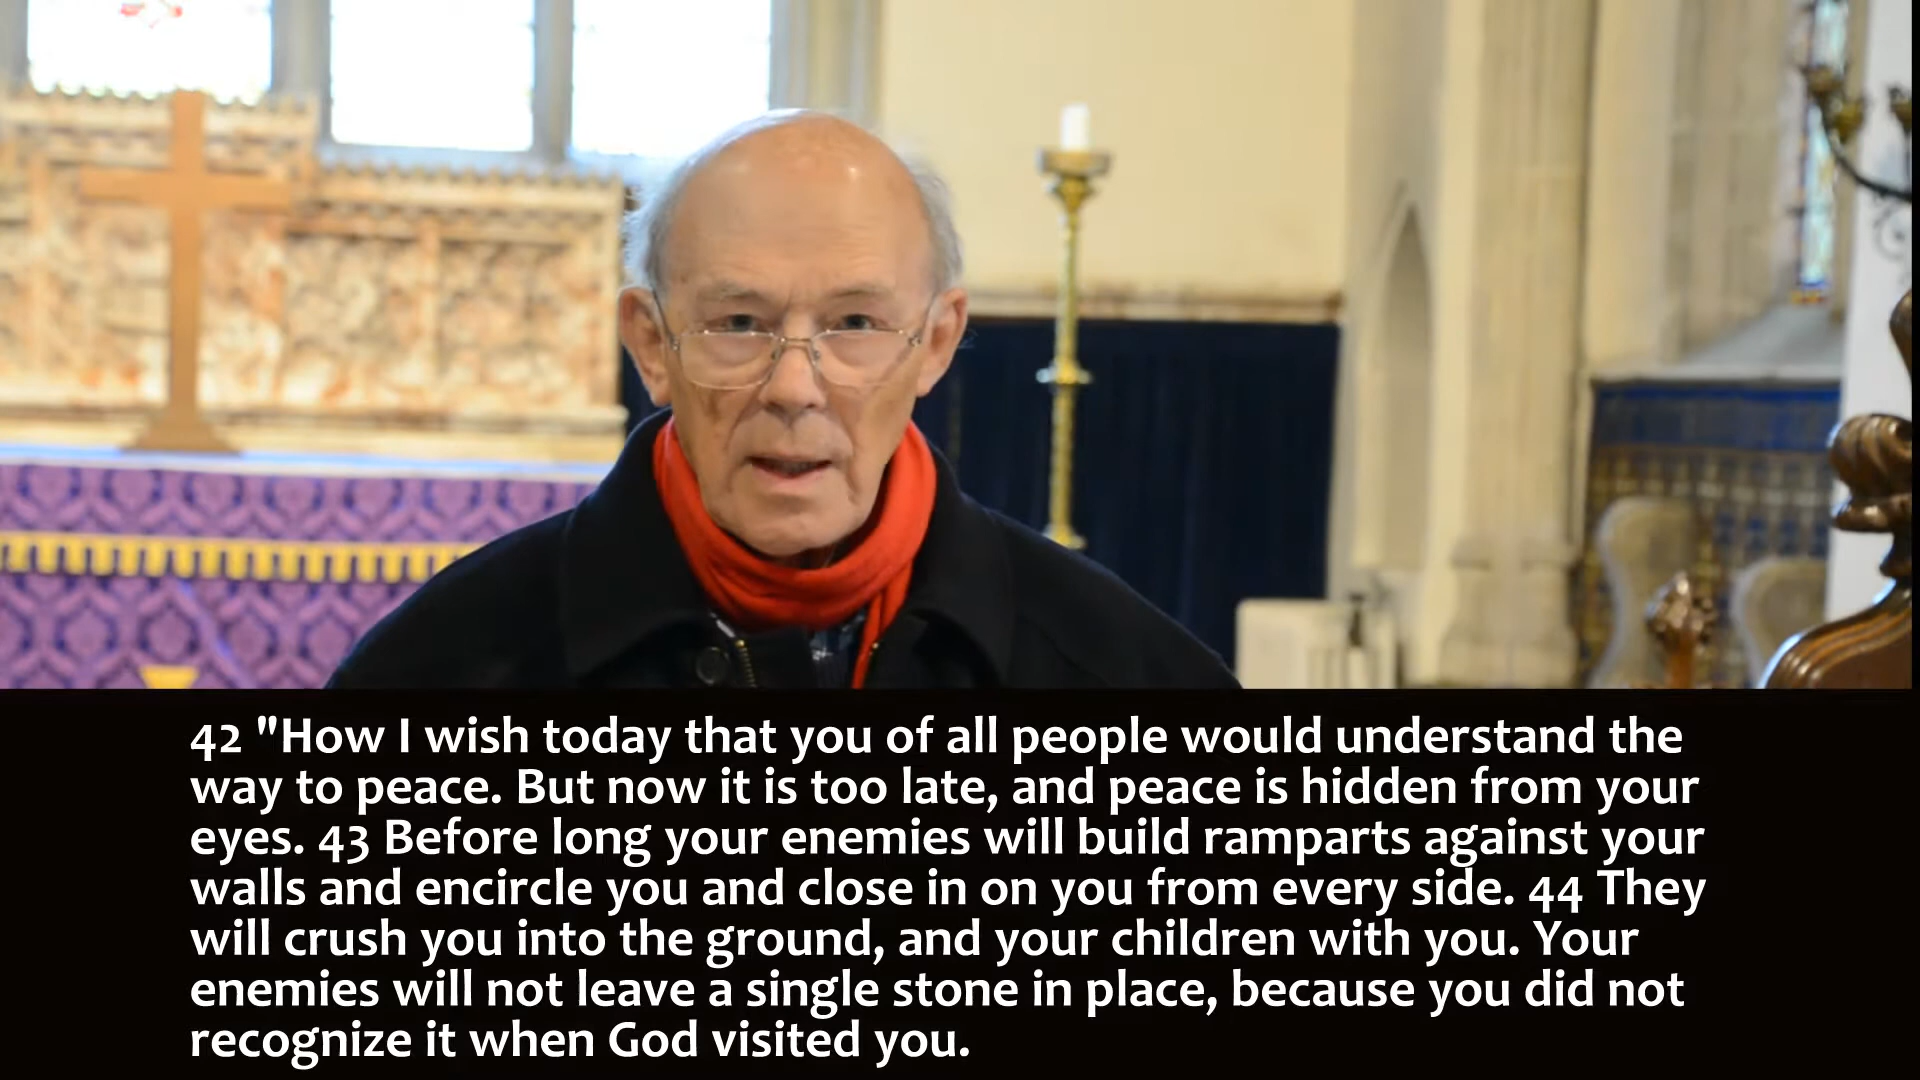 42 "How I wish today that you of all people would understand the
way to peace. But now it is too late, and peace is hidden from your
eyes. 43 Before long your enemies will build ramparts against your
walls and encircle you and close in on you from every side. 44 They
will crush you into the ground, and your children with you. Your
enemies will not leave a single stone in place, because you did not
recognize it when God visited you.